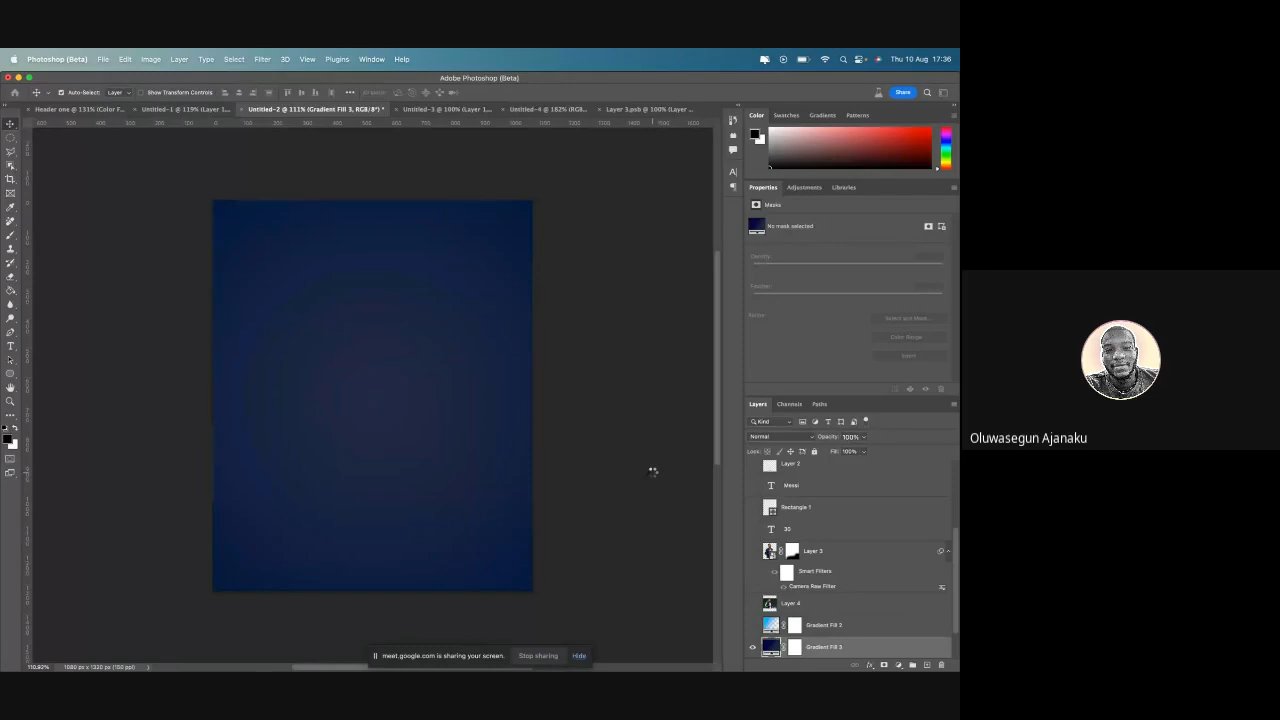 Photoshop (Beta) File Edit Image Layer Type Select Filter 3D View Plugins Window Help Thu 10 Aug 17:36
Adobe Photoshop (Beta)
Auto-Select: Layer Show Transform Controls Share
Header one @ 131% (Color F... Untitled-1 @ 119% (Layer 1... Untitled-2 @ 111% (Gradient Fill 3, RGB/8*) * Untitled-3 @ 100% (Layer 1... Untitled-4 @ 162% (RGB... Layer 3.psb @ 100% (Layer ...
Color Swatches Gradients Patterns
Properties Adjustments Libraries
Masks
No mask selected
Density:
Feather:
Refine:
Select and Mask...
Color Range
Invert
Layers Channels Paths
Kind
Normal Opacity: 100%
Lock: Fill: 100%
Layer 2
Messi
Rectangle 1
30
Layer 3
Smart Filters
Camera Raw Filter
Layer 4
Gradient Fill 2
Gradient Fill 3
110.92% 1080 px x 1320 px (150 ppi)
meet.google.com is sharing your screen. Stop sharing Hide
Oluwasegun Ajanaku